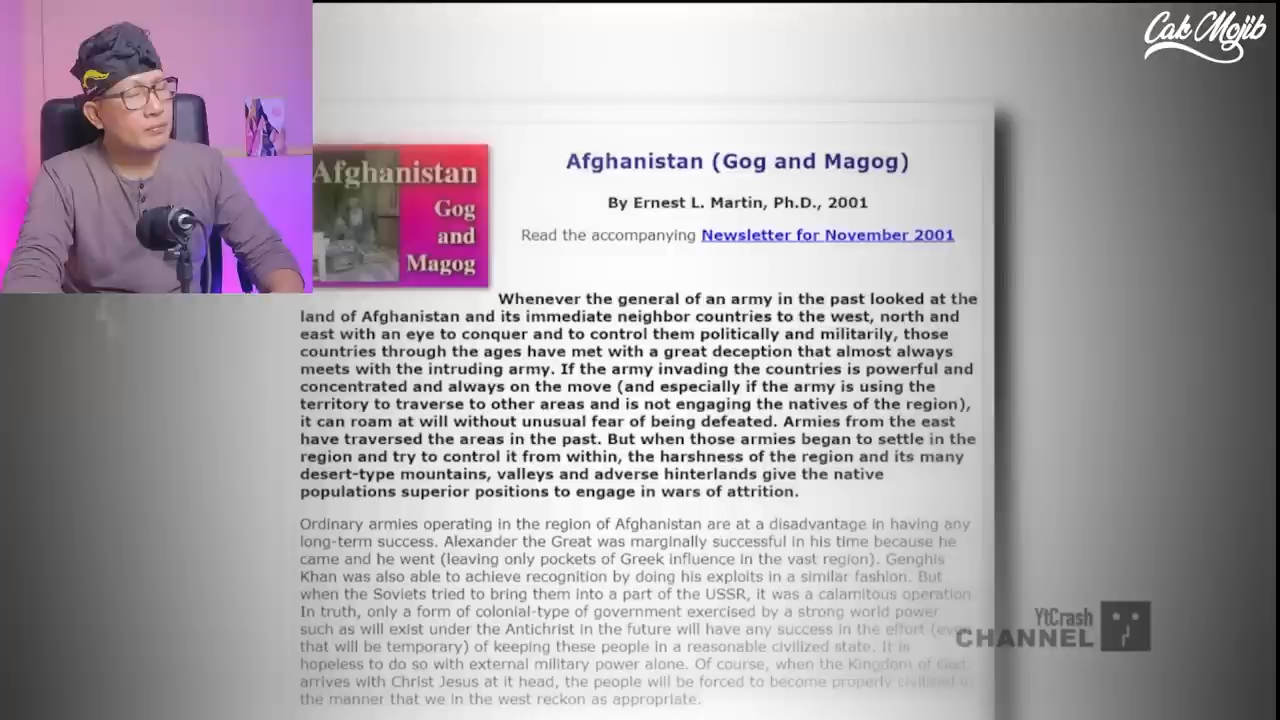 Cak Mojib
Afghanistan
Gog
and
Magog
Afghanistan (Gog and Magog)
By Ernest L. Martin, Ph.D., 2001
Read the accompanying Newsletter for November 2001
Whenever the general of an army in the past looked at the
land of Afghanistan and its immediate neighbor countries to the west, north and
east with an eye to conquer and to control them politically and militarily, those
countries through the ages have met with a great deception that almost always
meets with the intruding army. If the army invading the countries is powerful and
concentrated and always on the move (and especially if the army is using the
territory to traverse to other areas and is not engaging the natives of the region),
it can roam at will without unusual fear of being defeated. Armies from the east
have traversed the areas in the past. But when those armies began to settle in the
region and try to control it from within, the harshness of the region and its many
desert-type mountains, valleys and adverse hinterlands give the native
populations superior positions to engage in wars of attrition.
Ordinary armies operating in the region of Afghanistan are at a disadvantage in having any
long-term success. Alexander the Great was marginally successful in his time because he
came and he went (leaving only pockets of Greek influence in the vast region). Genghis
Khan was also able to achieve recognition by doing his exploits in a similar fashion. But
when the Soviets tried to bring them into a part of the USSR, it was a calamitous operation.
In truth, only a form of colonial-type of government exercised by a strong world power
such as will exist under the Antichrist in the future will have any success in the effort (even
that will be temporary) of keeping these people in a reasonable civilized state. It is
hopeless to do so with external military power alone. Of course, when the Kingdom of God
arrives with Christ Jesus at it head, the people will be forced to become properly civilized in
the manner that we in the west reckon as appropriate.
YtCrash
CHANNEL